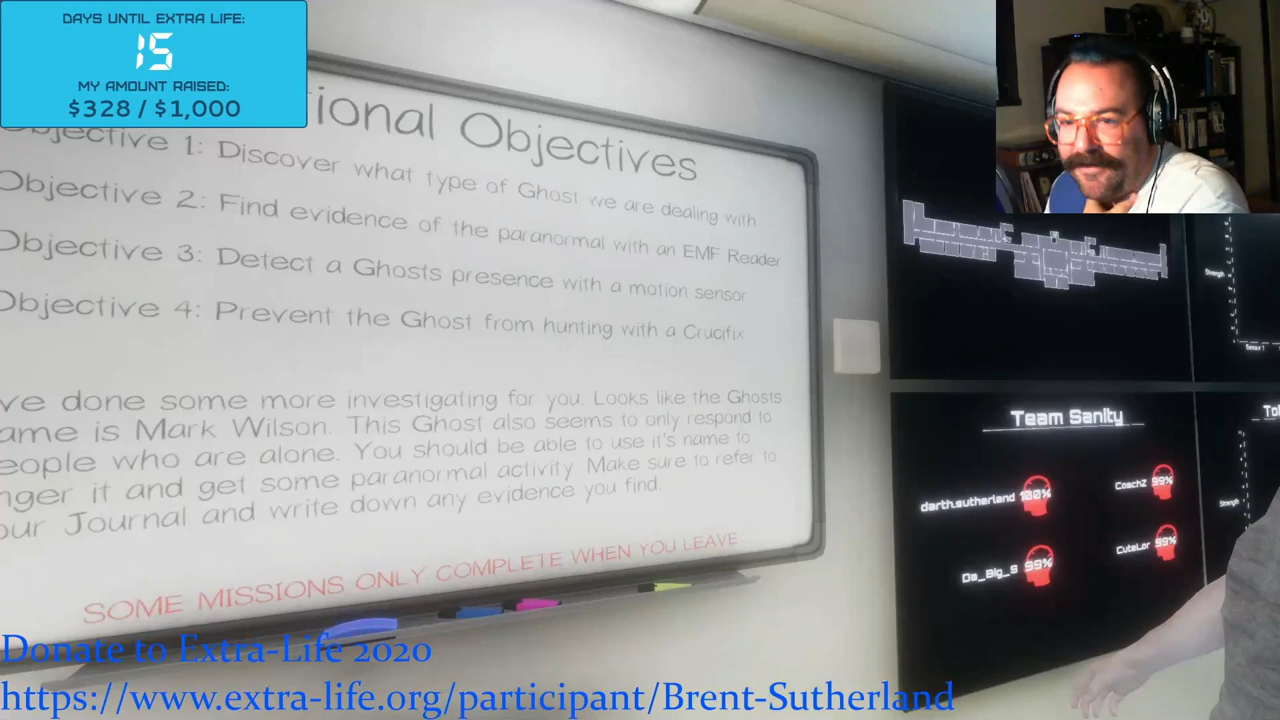 DAYS UNTIL EXTRA LIFE:
15
MY AMOUNT RAISED:
$328 / $1,000
tional Objectives
Objective 1: Discover what type of Ghost we are dealing with
Objective 2: Find evidence of the paranormal with an EMF Reader
Objective 3: Detect a Ghosts presence with a motion sensor
Objective 4: Prevent the Ghost from hunting with a Crucifix
ve done some more investigating for you. Looks like the Ghosts
ame is Mark Wilson. This Ghost also seems to only respond to
eople who are alone. You should be able to use it's name to
nger it and get some paranormal activity. Make sure to refer to
our Journal and write down any evidence you find.
SOME MISSIONS ONLY COMPLETE WHEN YOU LEAVE
Team Sanity
darth.sutherland 100%
CoachZ 99%
Da_Big_S 99%
CuteLor 99%
Strength
Sensor 1
Tot
Strength
Donate to Extra-Life 2020
https://www.extra-life.org/participant/Brent-Sutherland